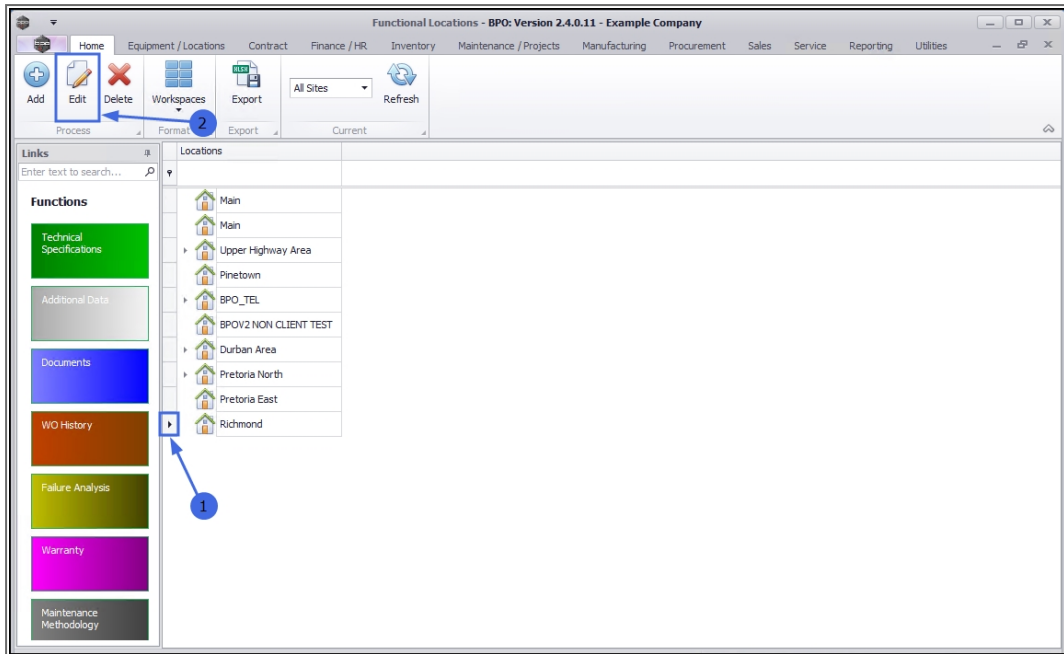 Functional Locations - BPO: Version 2.4.0.11 - Example Company
Home Equipment / Locations Contract Finance / HR Inventory Maintenance / Projects Manufacturing Procurement Sales Service Reporting Utilities
XLSX
Add Edit Delete Workspaces Export All Sites Refresh
2
Process Format Export Current
Links Locations
Enter text to search...
Functions
Main
Main
Technical
Specifications
Upper Highway Area
Pinetown
Additional Data
BPO_TEL
BPOV2 NON CLIENT TEST
Durban Area
Documents
Pretoria North
Pretoria East
WO History
Richmond
Failure Analysis
1
Warranty
Maintenance
Methodology